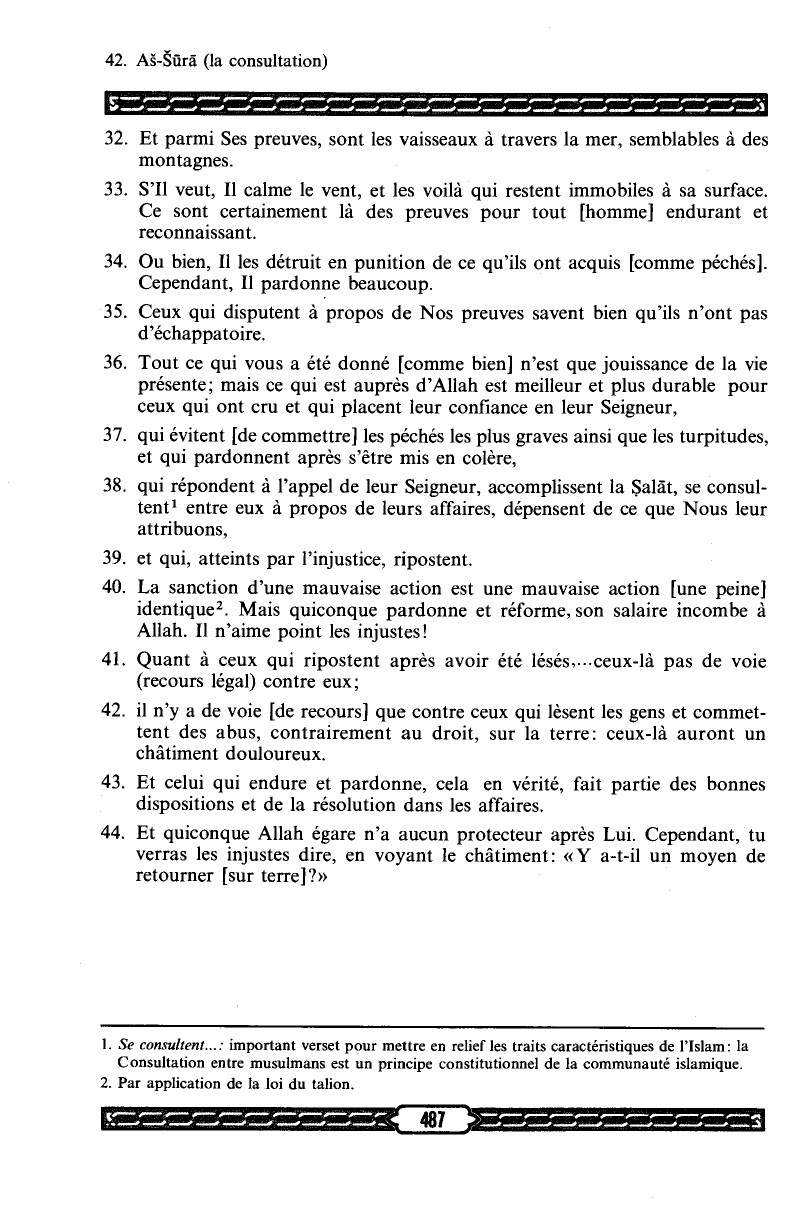 42. Aš-Šūrā (la consultation)
32. Et parmi Ses preuves, sont les vaisseaux à travers la mer, semblables à des
montagnes.
33. S'Il veut, Il calme le vent, et les voilà qui restent immobiles à sa surface.
Ce sont certainement là des preuves pour tout [homme] endurant et
reconnaissant.
34. Ou bien, Il les détruit en punition de ce qu'ils ont acquis [comme péchés].
Cependant, Il pardonne beaucoup.
35. Ceux qui disputent à propos de Nos preuves savent bien qu'ils n'ont pas
d'échappatoire.
36. Tout ce qui vous a été donné [comme bien] n'est que jouissance de la vie
présente; mais ce qui est auprès d'Allah est meilleur et plus durable pour
ceux qui ont cru et qui placent leur confiance en leur Seigneur,
37. qui évitent [de commettre] les péchés les plus graves ainsi que les turpitudes,
et qui pardonnent après s'être mis en colère,
38. qui répondent à l'appel de leur Seigneur, accomplissent la Ṣalāt, se consul-
tent¹ entre eux à propos de leurs affaires, dépensent de ce que Nous leur
attribuons,
39. et qui, atteints par l'injustice, ripostent.
40. La sanction d'une mauvaise action est une mauvaise action [une peine]
identique². Mais quiconque pardonne et réforme, son salaire incombe à
Allah. Il n'aime point les injustes!
41. Quant à ceux qui ripostent après avoir été lésés,...ceux-là pas de voie
(recours légal) contre eux;
42. il n'y a de voie [de recours] que contre ceux qui lèsent les gens et commet-
tent des abus, contrairement au droit, sur la terre: ceux-là auront un
châtiment douloureux.
43. Et celui qui endure et pardonne, cela en vérité, fait partie des bonnes
dispositions et de la résolution dans les affaires.
44. Et quiconque Allah égare n'a aucun protecteur après Lui. Cependant, tu
verras les injustes dire, en voyant le châtiment: «Y a-t-il un moyen de
retourner [sur terre]?»
1. Se consultent...: important verset pour mettre en relief les traits caractéristiques de l'Islam: la
Consultation entre musulmans est un principe constitutionnel de la communauté islamique.
2. Par application de la loi du talion.
487